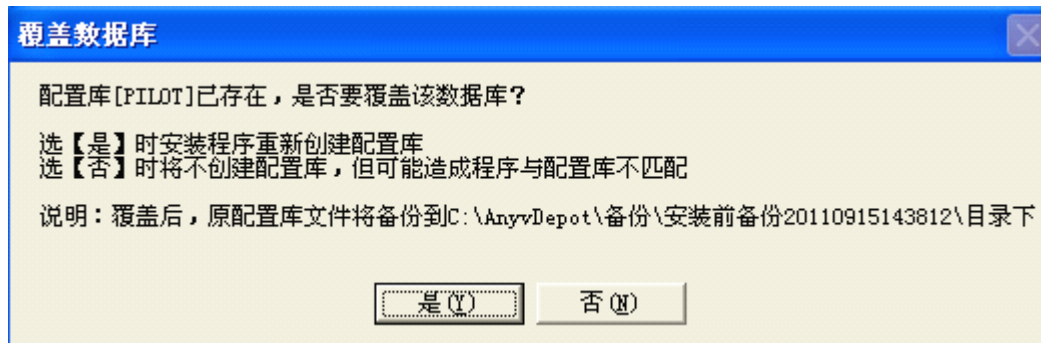 覆盖数据库
配置库[PILOT]已存在，是否要覆盖该数据库?
选【是】时安装程序重新创建配置库
选【否】时将不创建配置库，但可能造成程序与配置库不匹配
说明：覆盖后，原配置库文件将备份到C:\AnyvDepot\备份\安装前备份20110915143812\目录下
是(Y)
否(N)